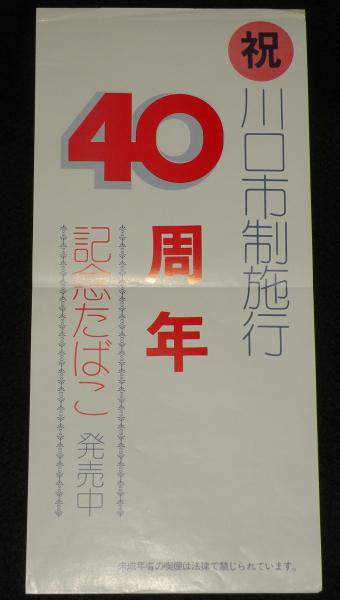 祝
川口市制施行
40
周年
記念たばこ 発売中
未成年者の喫煙は法律で禁じられています。